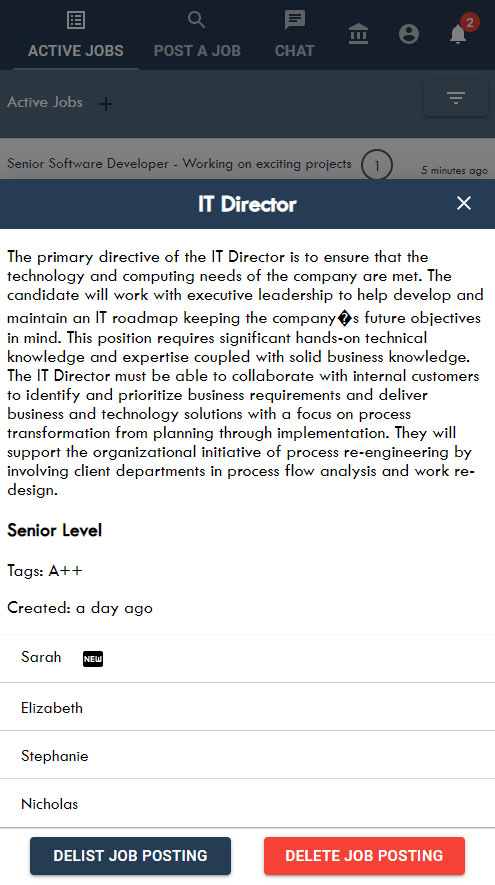 2
ACTIVE JOBS POST A JOB CHAT
Active Jobs +
Senior Software Developer - Working on exciting projects 1 5 minutes ago
IT Director
The primary directive of the IT Director is to ensure that the
technology and computing needs of the company are met. The
candidate will work with executive leadership to help develop and
maintain an IT roadmap keeping the company�s future objectives
in mind. This position requires significant hands-on technical
knowledge and expertise coupled with solid business knowledge.
The IT Director must be able to collaborate with internal customers
to identify and prioritize business requirements and deliver
business and technology solutions with a focus on process
transformation from planning through implementation. They will
support the organizational initiative of process re-engineering by
involving client departments in process flow analysis and work re-
design.
Senior Level
Tags: A++
Created: a day ago
Sarah NEW
Elizabeth
Stephanie
Nicholas
DELIST JOB POSTING DELETE JOB POSTING